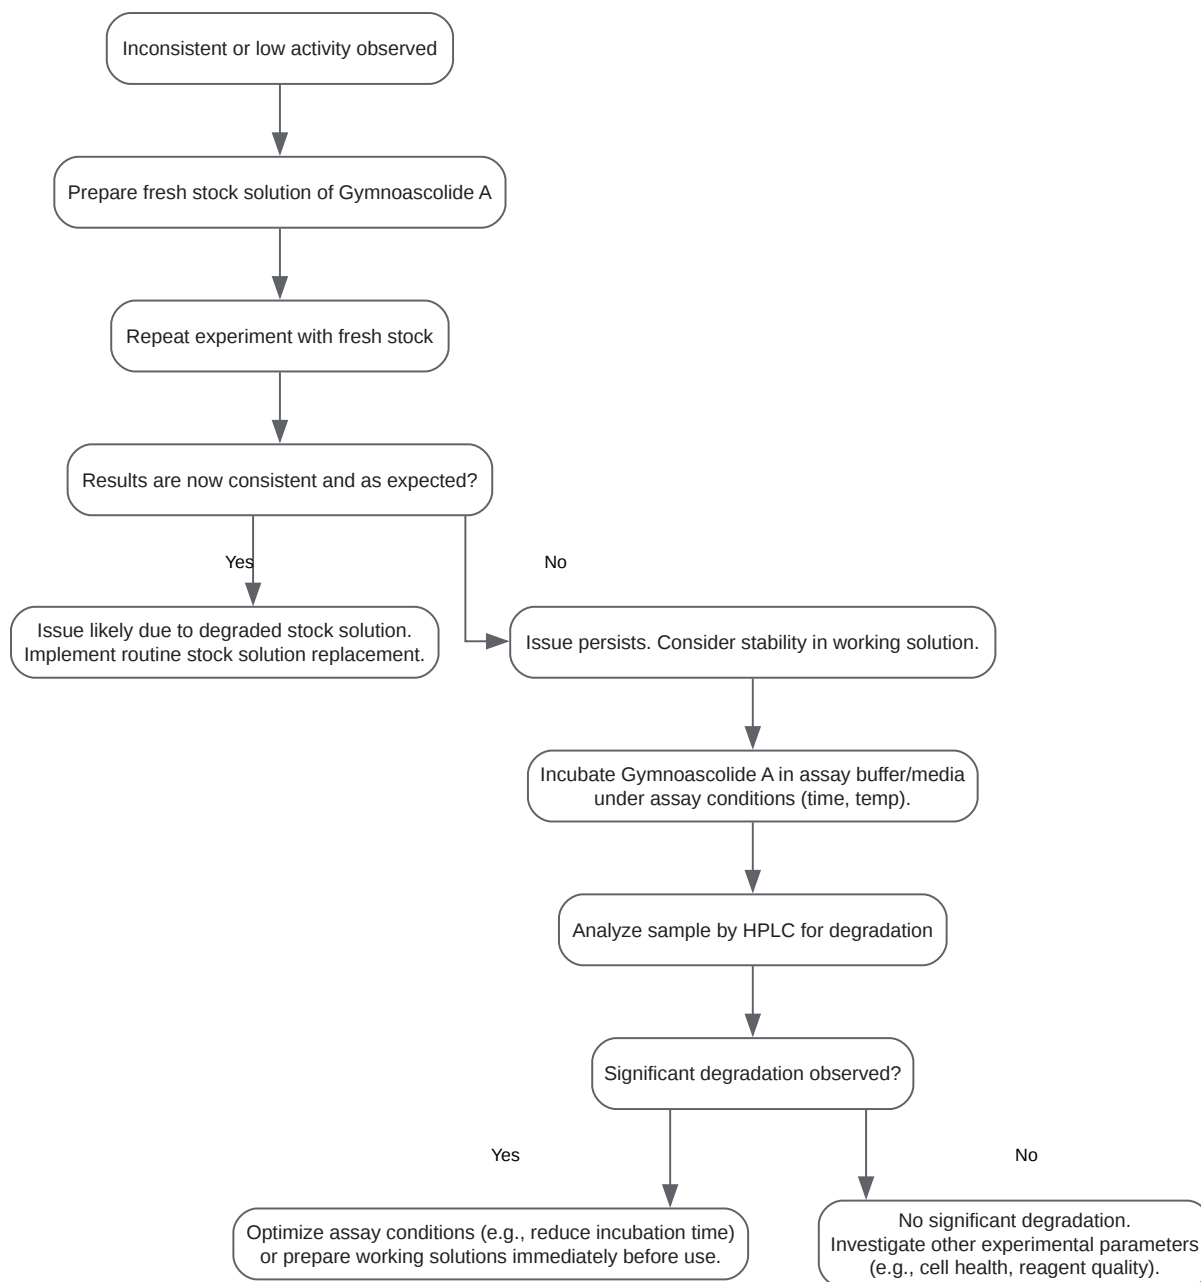 Inconsistent or low activity observed
Prepare fresh stock solution of Gymnoascolide A
Repeat experiment with fresh stock
Results are now consistent and as expected?
Yes
No
Issue likely due to degraded stock solution.
Implement routine stock solution replacement.
Issue persists. Consider stability in working solution.
Incubate Gymnoascolide A in assay buffer/media
under assay conditions (time, temp).
Analyze sample by HPLC for degradation
Significant degradation observed?
Yes
No
Optimize assay conditions (e.g., reduce incubation time)
or prepare working solutions immediately before use.
No significant degradation.
Investigate other experimental parameters
(e.g., cell health, reagent quality).